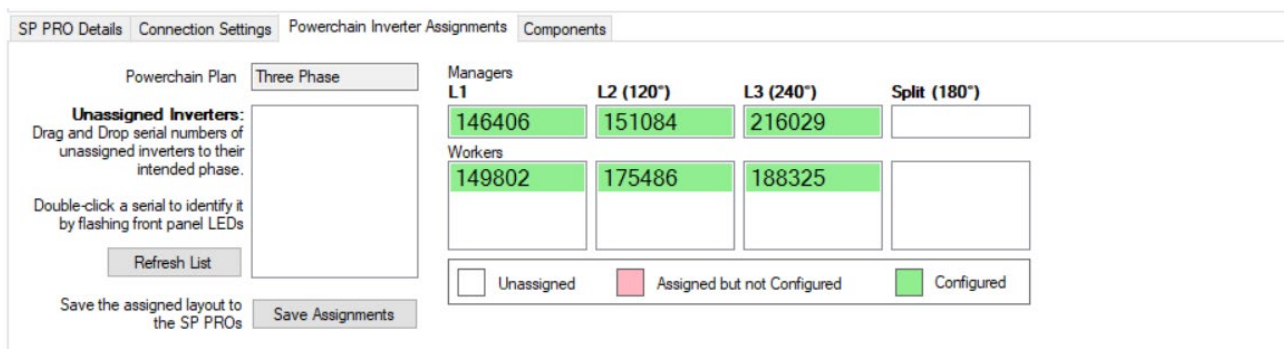 SP PRO Details Connection Settings Powerchain Inverter Assignments Components
Powerchain Plan Three Phase
Unassigned Inverters:
Drag and Drop serial numbers of
unassigned inverters to their
intended phase.
Double-click a serial to identify it
by flashing front panel LEDs
Refresh List
Save the assigned layout to
the SP PROs
Save Assignments
Managers
L1 L2 (120°) L3 (240°) Split (180°)
146406 151084 216029
Workers
149802 175486 188325
Unassigned Assigned but not Configured Configured